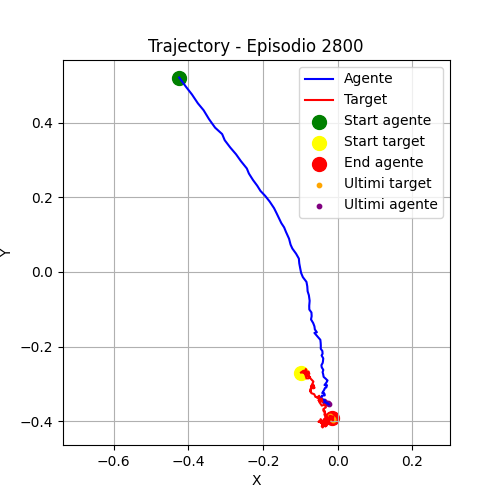 Trajectory - Episodio 2800
Agente
Target
Start agente
Start target
End agente
Ultimi target
Ultimi agente
0.4
0.2
0.0
−0.2
−0.4
Y
−0.6
−0.4
−0.2
0.0
0.2
X